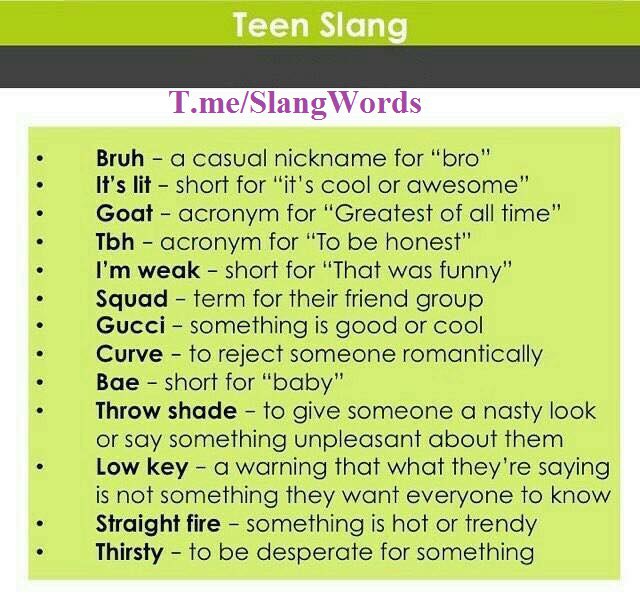 Teen Slang
T.me/SlangWords
• Bruh – a casual nickname for “bro”
• It’s lit – short for “it’s cool or awesome”
• Goat – acronym for “Greatest of all time”
• Tbh – acronym for “To be honest”
• I’m weak – short for “That was funny”
• Squad – term for their friend group
• Gucci – something is good or cool
• Curve – to reject someone romantically
• Bae – short for “baby”
• Throw shade – to give someone a nasty look
or say something unpleasant about them
• Low key – a warning that what they’re saying
is not something they want everyone to know
• Straight fire – something is hot or trendy
• Thirsty – to be desperate for something